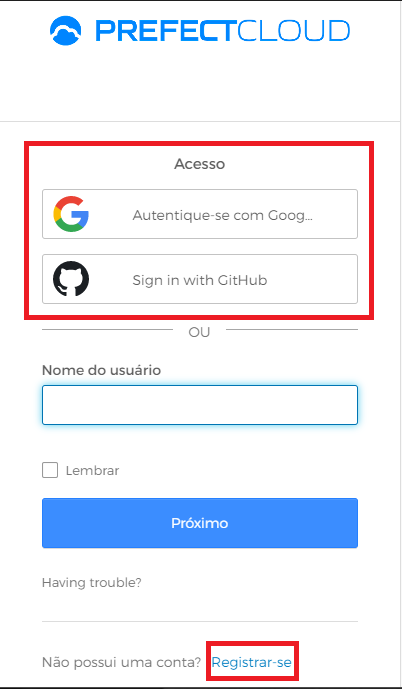 PREFECTCLOUD
Acesso
Autentique-se com Goog...
Sign in with GitHub
OU
Nome do usuário
Lembrar
Próximo
Having trouble?
Não possui uma conta? Registrar-se